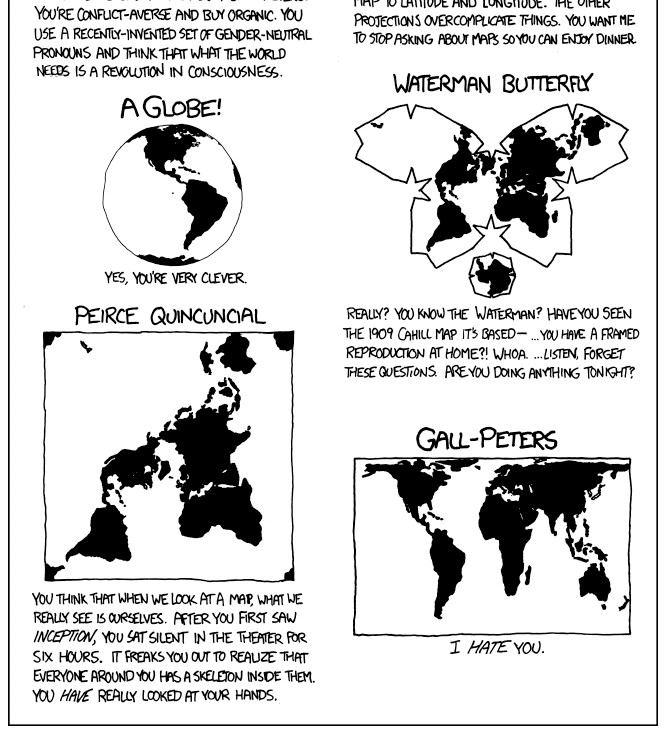 YOU'RE CONFLICT-AVERSE AND BUY ORGANIC. YOU
USE A RECENTLY-INVENTED SET OF GENDER-NEUTRAL
PRONOUNS AND THINK THAT WHAT THE WORLD
NEEDS IS A REVOLUTION IN CONSCIOUSNESS.
A GLOBE!
YES, YOU'RE VERY CLEVER.
PEIRCE QUINCUNCIAL
YOU THINK THAT WHEN WE LOOK AT A MAP, WHAT WE
REALLY SEE IS OURSELVES. AFTER YOU FIRST SAW
INCEPTION, YOU SAT SILENT IN THE THEATER FOR
SIX HOURS. IT FREAKS YOU OUT TO REALIZE THAT
EVERYONE AROUND YOU HAS A SKELETON INSIDE THEM.
YOU HAVE REALLY LOOKED AT YOUR HANDS.
MAP TO LATITUDE AND LONGITUDE. THE OTHER
PROJECTIONS OVERCOMPLICATE THINGS. YOU WANT ME
TO STOP ASKING ABOUT MAPS SO YOU CAN ENJOY DINNER.
WATERMAN BUTTERFLY
REALLY? YOU KNOW THE WATERMAN? HAVE YOU SEEN
THE 1909 CAHILL MAP IT'S BASED— ...YOU HAVE A FRAMED
REPRODUCTION AT HOME?! WHOA. ...LISTEN, FORGET
THESE QUESTIONS. ARE YOU DOING ANYTHING TONIGHT?
GALL-PETERS
I HATE YOU.